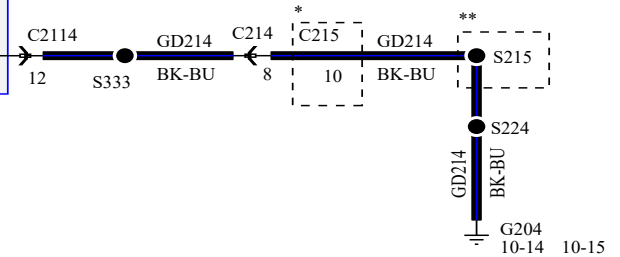 *
**
C2114 GD214 C214 C215 GD214
12 S333 BK-BU 8 10 BK-BU S215
S224
GD214
BK-BU
G204
10-14 10-15